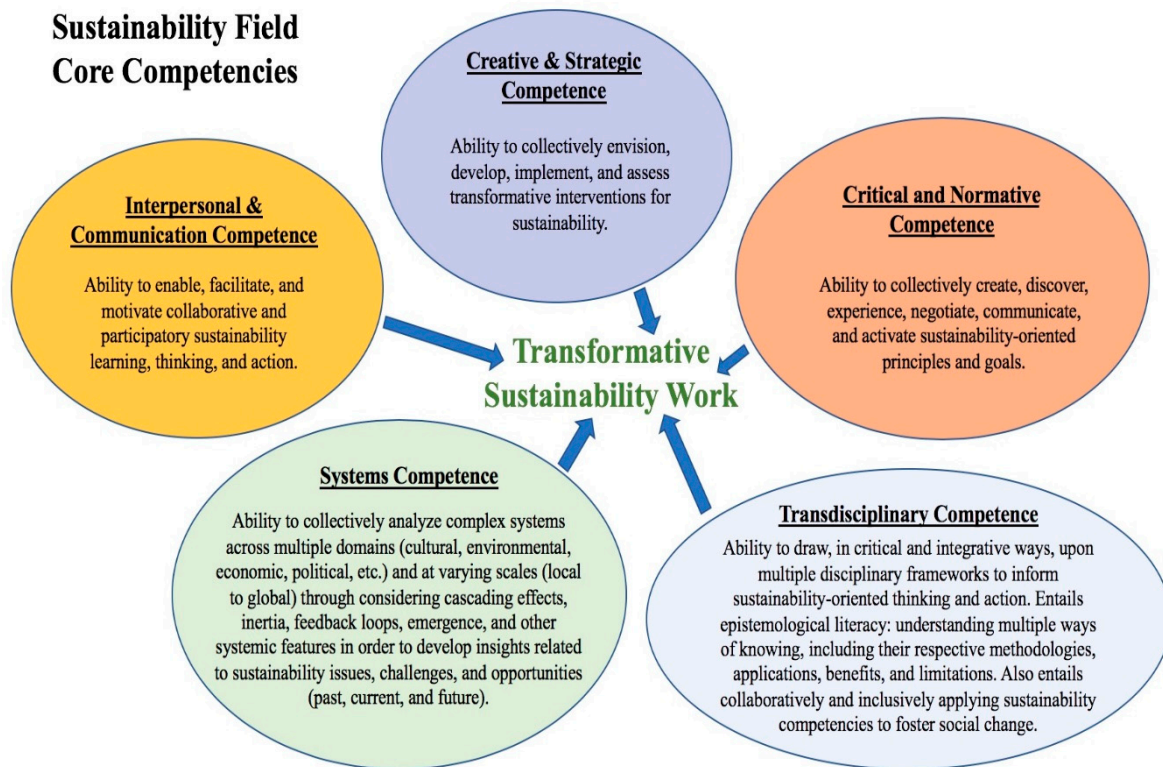 Sustainability Field
Core Competencies
Creative & Strategic
Competence
Ability to collectively envision,
develop, implement, and assess
transformative interventions for
sustainability.
Interpersonal &
Communication Competence
Ability to enable, facilitate, and
motivate collaborative and
participatory sustainability
learning, thinking, and action.
Critical and Normative
Competence
Ability to collectively create, discover,
experience, negotiate, communicate,
and activate sustainability-oriented
principles and goals.
Transformative
Sustainability Work
Systems Competence
Ability to collectively analyze complex systems
across multiple domains (cultural, environmental,
economic, political, etc.) and at varying scales (local
to global) through considering cascading effects,
inertia, feedback loops, emergence, and other
systemic features in order to develop insights related
to sustainability issues, challenges, and opportunities
(past, current, and future).
Transdisciplinary Competence
Ability to draw, in critical and integrative ways, upon
multiple disciplinary frameworks to inform
sustainability-oriented thinking and action. Entails
epistemological literacy: understanding multiple ways
of knowing, including their respective methodologies,
applications, benefits, and limitations. Also entails
collaboratively and inclusively applying sustainability
competencies to foster social change.